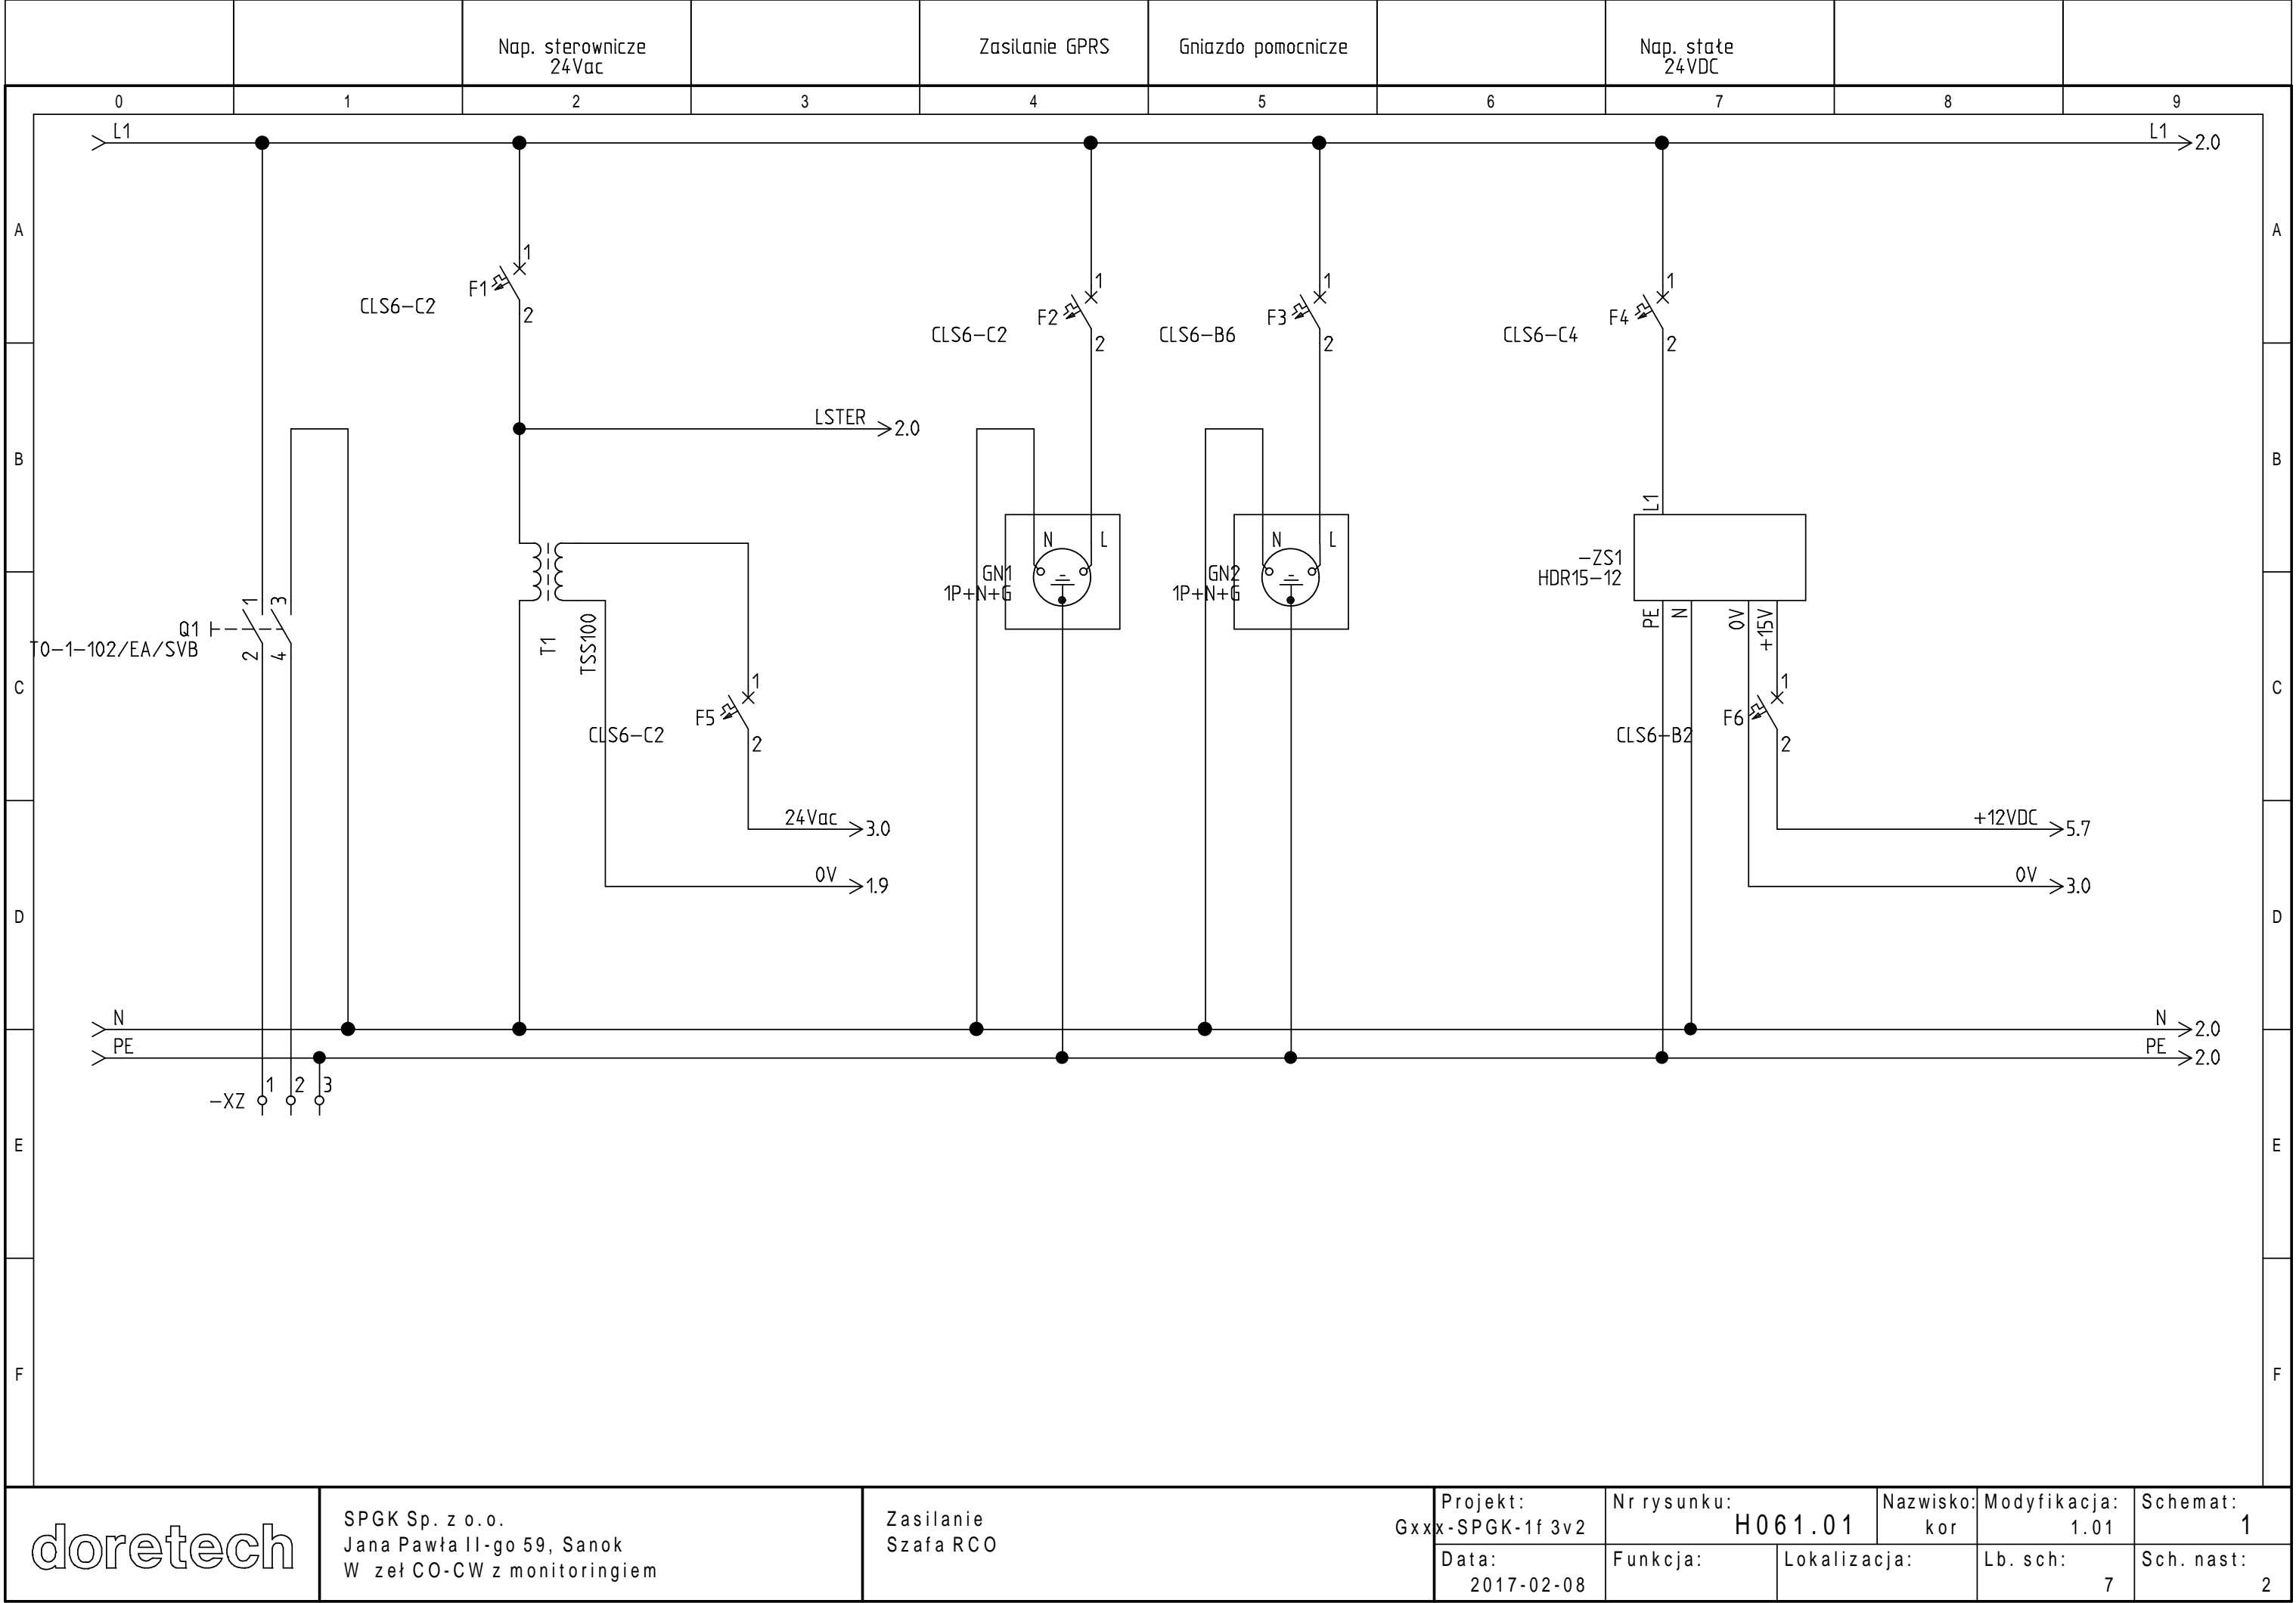 Nap. sterownicze
24Vac
Zasilanie GPRS
Gniazdo pomocnicze
Nap. stałe
24VDC
0 1 2 3 4 5 6 7 8 9
L1
L1
2.0
A
A
1
F1
2
CLS6-C2
1
F2
2
CLS6-C2
1
F3
2
CLS6-B6
1
F4
2
CLS6-C4
LSTER
2.0
B
B
L1
N L
GN1
1P+N+G
N L
GN2
1P+N+G
-ZS1
HDR15-12
PE
N
0V
+15V
1
3
Q1
T0-1-102/EA/SVB
2
4
T1
TSS100
C
C
1
F5
2
CLS6-C2
1
F6
2
CLS6-B2
24Vac
3.0
0V
1.9
+12VDC
5.7
0V
3.0
D
D
N
N
2.0
PE
PE
2.0
-XZ
1
2
3
E
E
F
F
doretech
SPGK Sp. z o.o.
Jana Pawła II-go 59, Sanok
W zeł CO-CW z monitoringiem
Zasilanie
Szafa RCO
Projekt:
Gxxx-SPGK-1f 3v2
Nr rysunku:
H061.01
Nazwisko:
kor
Modyfikacja:
1.01
Schemat:
1
Data:
2017-02-08
Funkcja:
Lokalizacja:
Lb. sch:
7
Sch. nast:
2